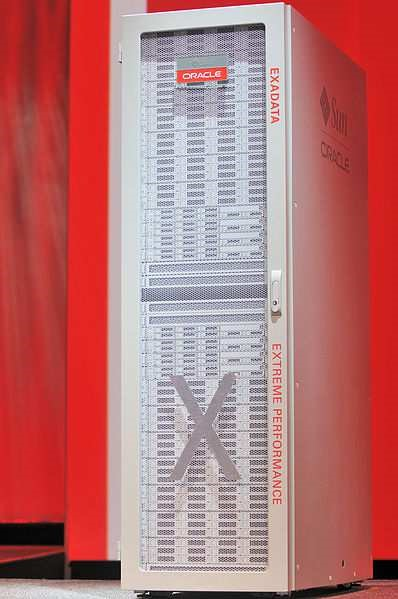 ORACLE
EXADATA
Sun
ORACLE
EXTREME PERFORMANCE
X